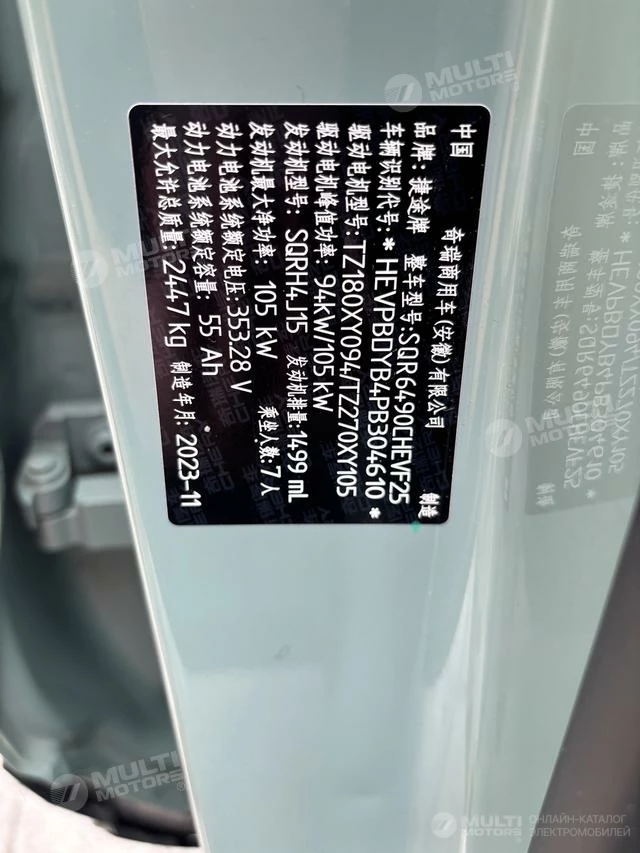 中国 奇瑞商用车(安徽)有限公司 制造
品牌:捷途牌 整车型号:SQR6490CHEVF25
车辆识别代号:*HEVPBDYB4PB304610*
驱动电机型号:TZ180XY094/TZ270XY105
驱动电机峰值功率:94kW/105kW
发动机型号:SQRH4J15 发动机排量:1499 mL
发动机最大净功率:105 kW 乘坐人数:7人
动力电池系统额定电压:353.28 V
动力电池系统额定容量:55 Ah
最大允许总质量:2447 kg 制造年月:2023-11
MULTI MOTORS
MULTI MOTORS
MULTI MOTORS
MULTI MOTORS
ОНЛАЙН-КАТАЛОГ
ЭЛЕКТРОМОБИЛЕЙ